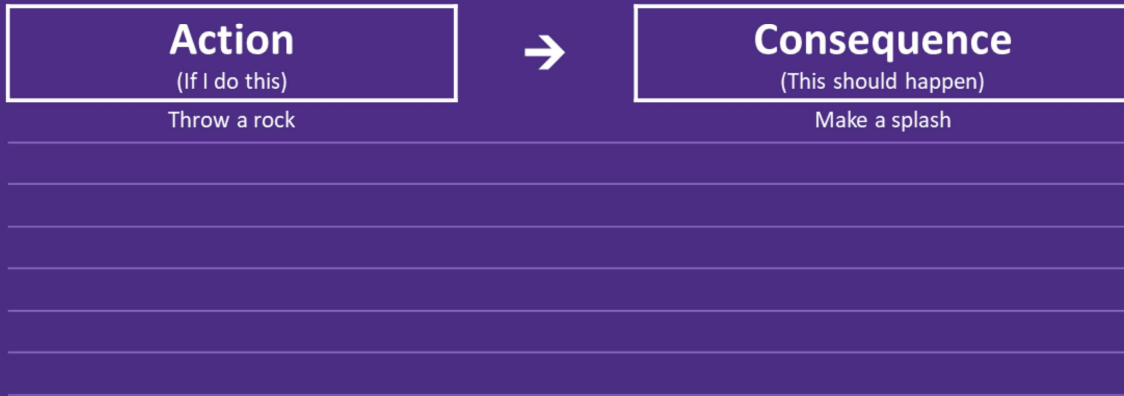 Action → Consequence
(If I do this) (This should happen)
Throw a rock Make a splash